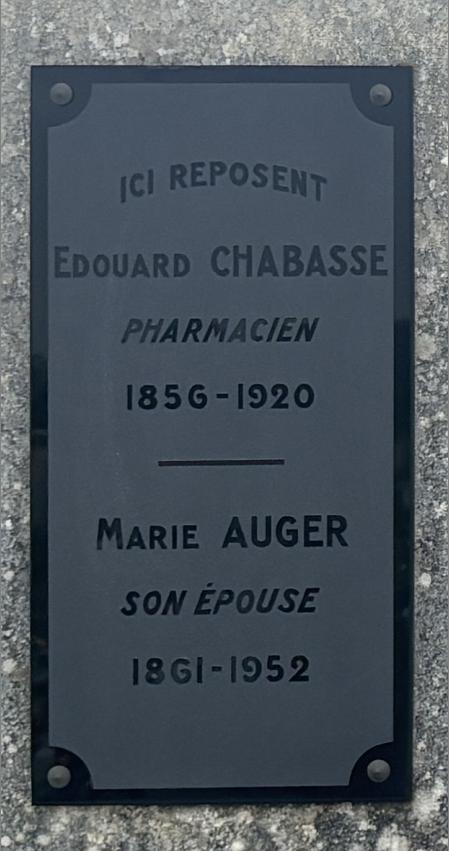 ICI REPOSENT
EDOUARD CHABASSE
PHARMACIEN
1856-1920
MARIE AUGER
SON ÉPOUSE
1861-1952